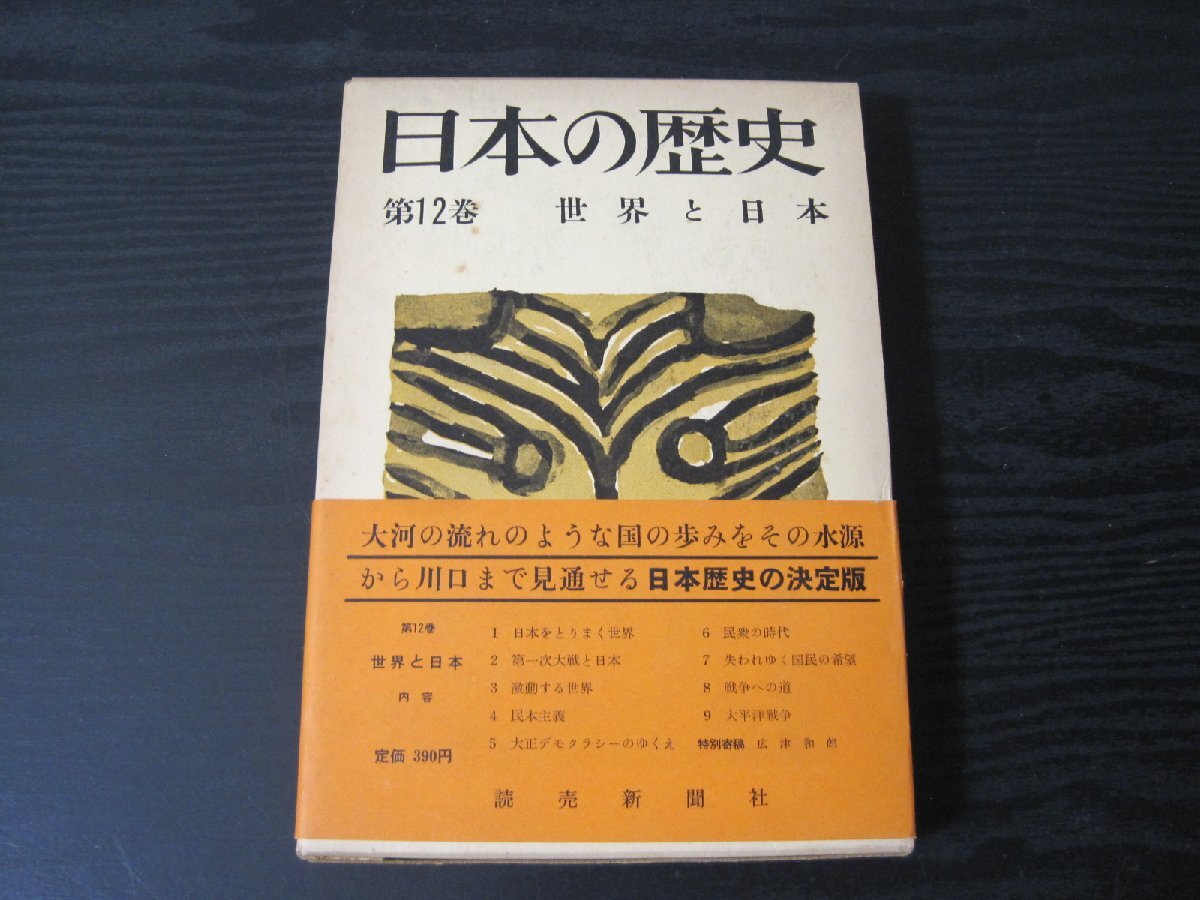 日本の歴史
第12巻 世界と日本
大河の流れのような国の歩みをその水源
から川口まで見通せる日本歴史の決定版
第12巻
世界と日本
内容
定価 390円
1 日本をとりまく世界
2 第一次大戦と日本
3 激動する世界
4 民本主義
5 大正デモクラシーのゆくえ
6 民衆の時代
7 失われゆく国民の希望
8 戦争への道
9 太平洋戦争
特別寄稿 広津和郎
読売新聞社